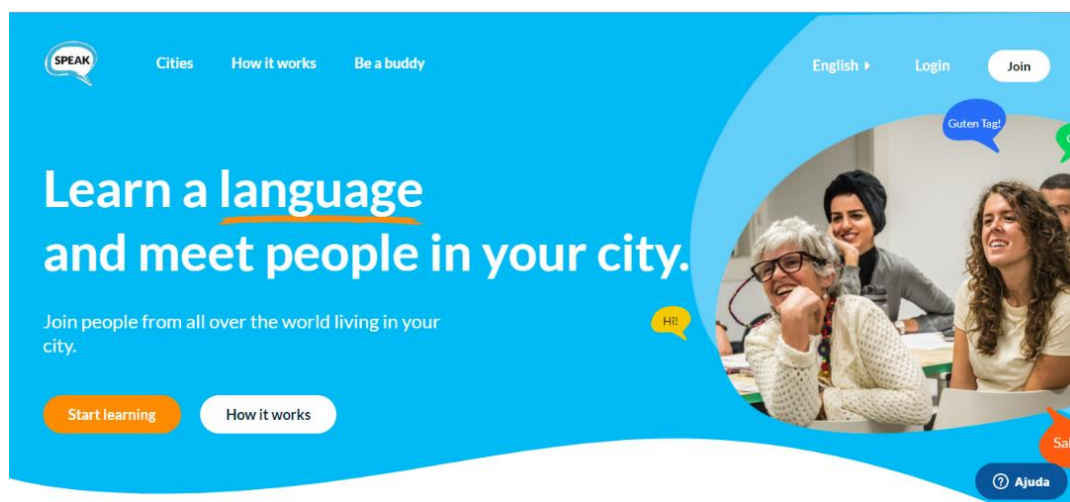 SPEAK
Cities
How it works
Be a buddy
English
Login
Join
Guten Tag!
Learn a language
and meet people in your city.
Hi!
Join people from all over the world living in your
city.
Start learning
How it works
Ajuda